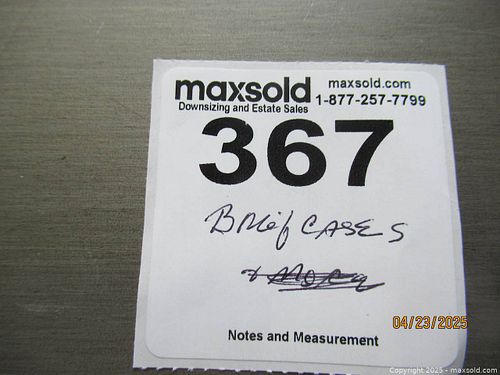 maxsold
Downsizing and Estate Sales
maxsold.com
1-877-257-7799
367
Brief CASES
Notes and Measurement
04/23/2025
Copyright 2025 - maxsold.com